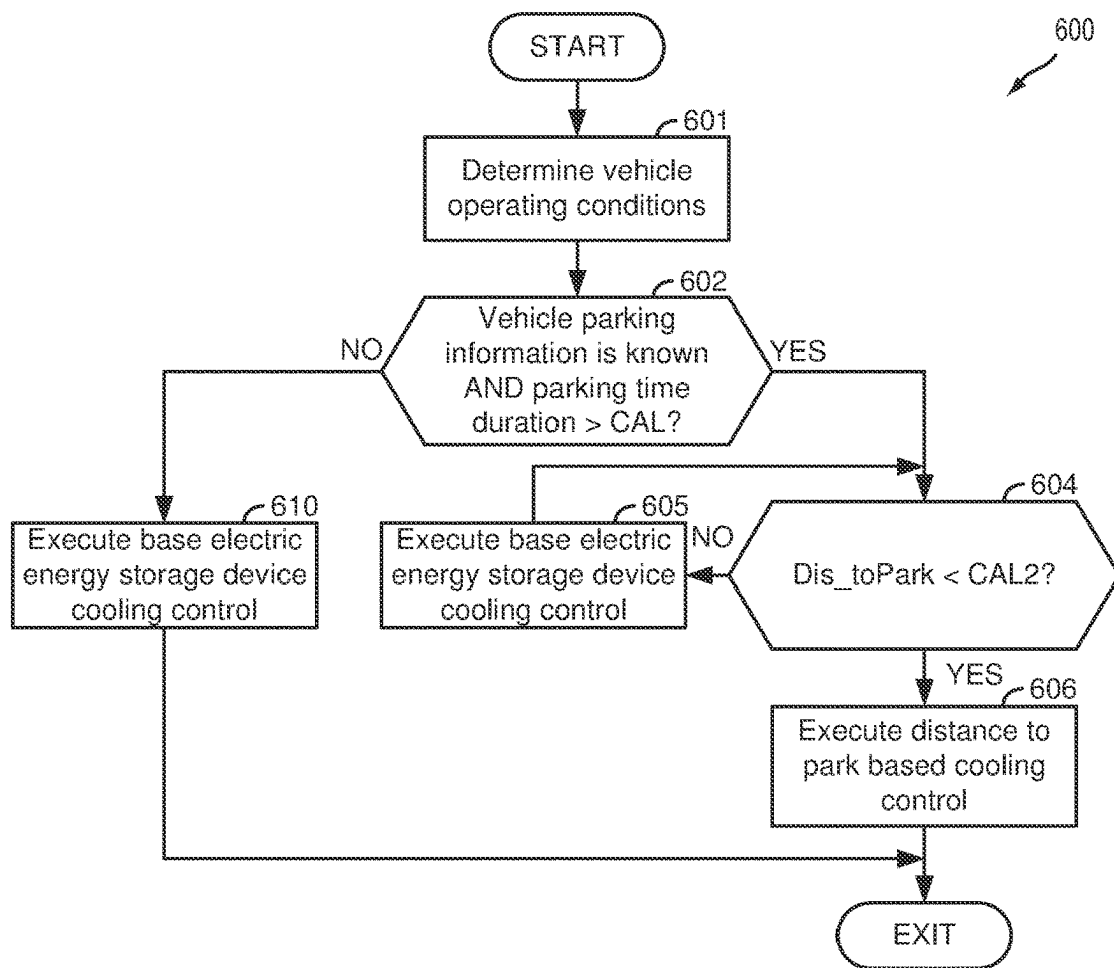 START
600
601
Determine vehicle
operating conditions
602
Vehicle parking
information is known
AND parking time
duration > CAL?
NO
YES
610
Execute base electric
energy storage device
cooling control
605
Execute base electric
energy storage device
cooling control
NO
604
Dis_toPark < CAL2?
YES
606
Execute distance to
park based cooling
control
EXIT